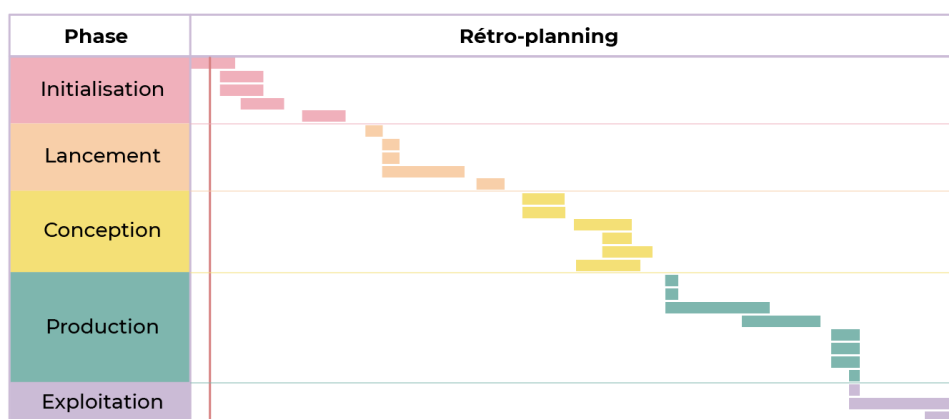 Phase
Rétro-planning
Initialisation
Lancement
Conception
Production
Exploitation